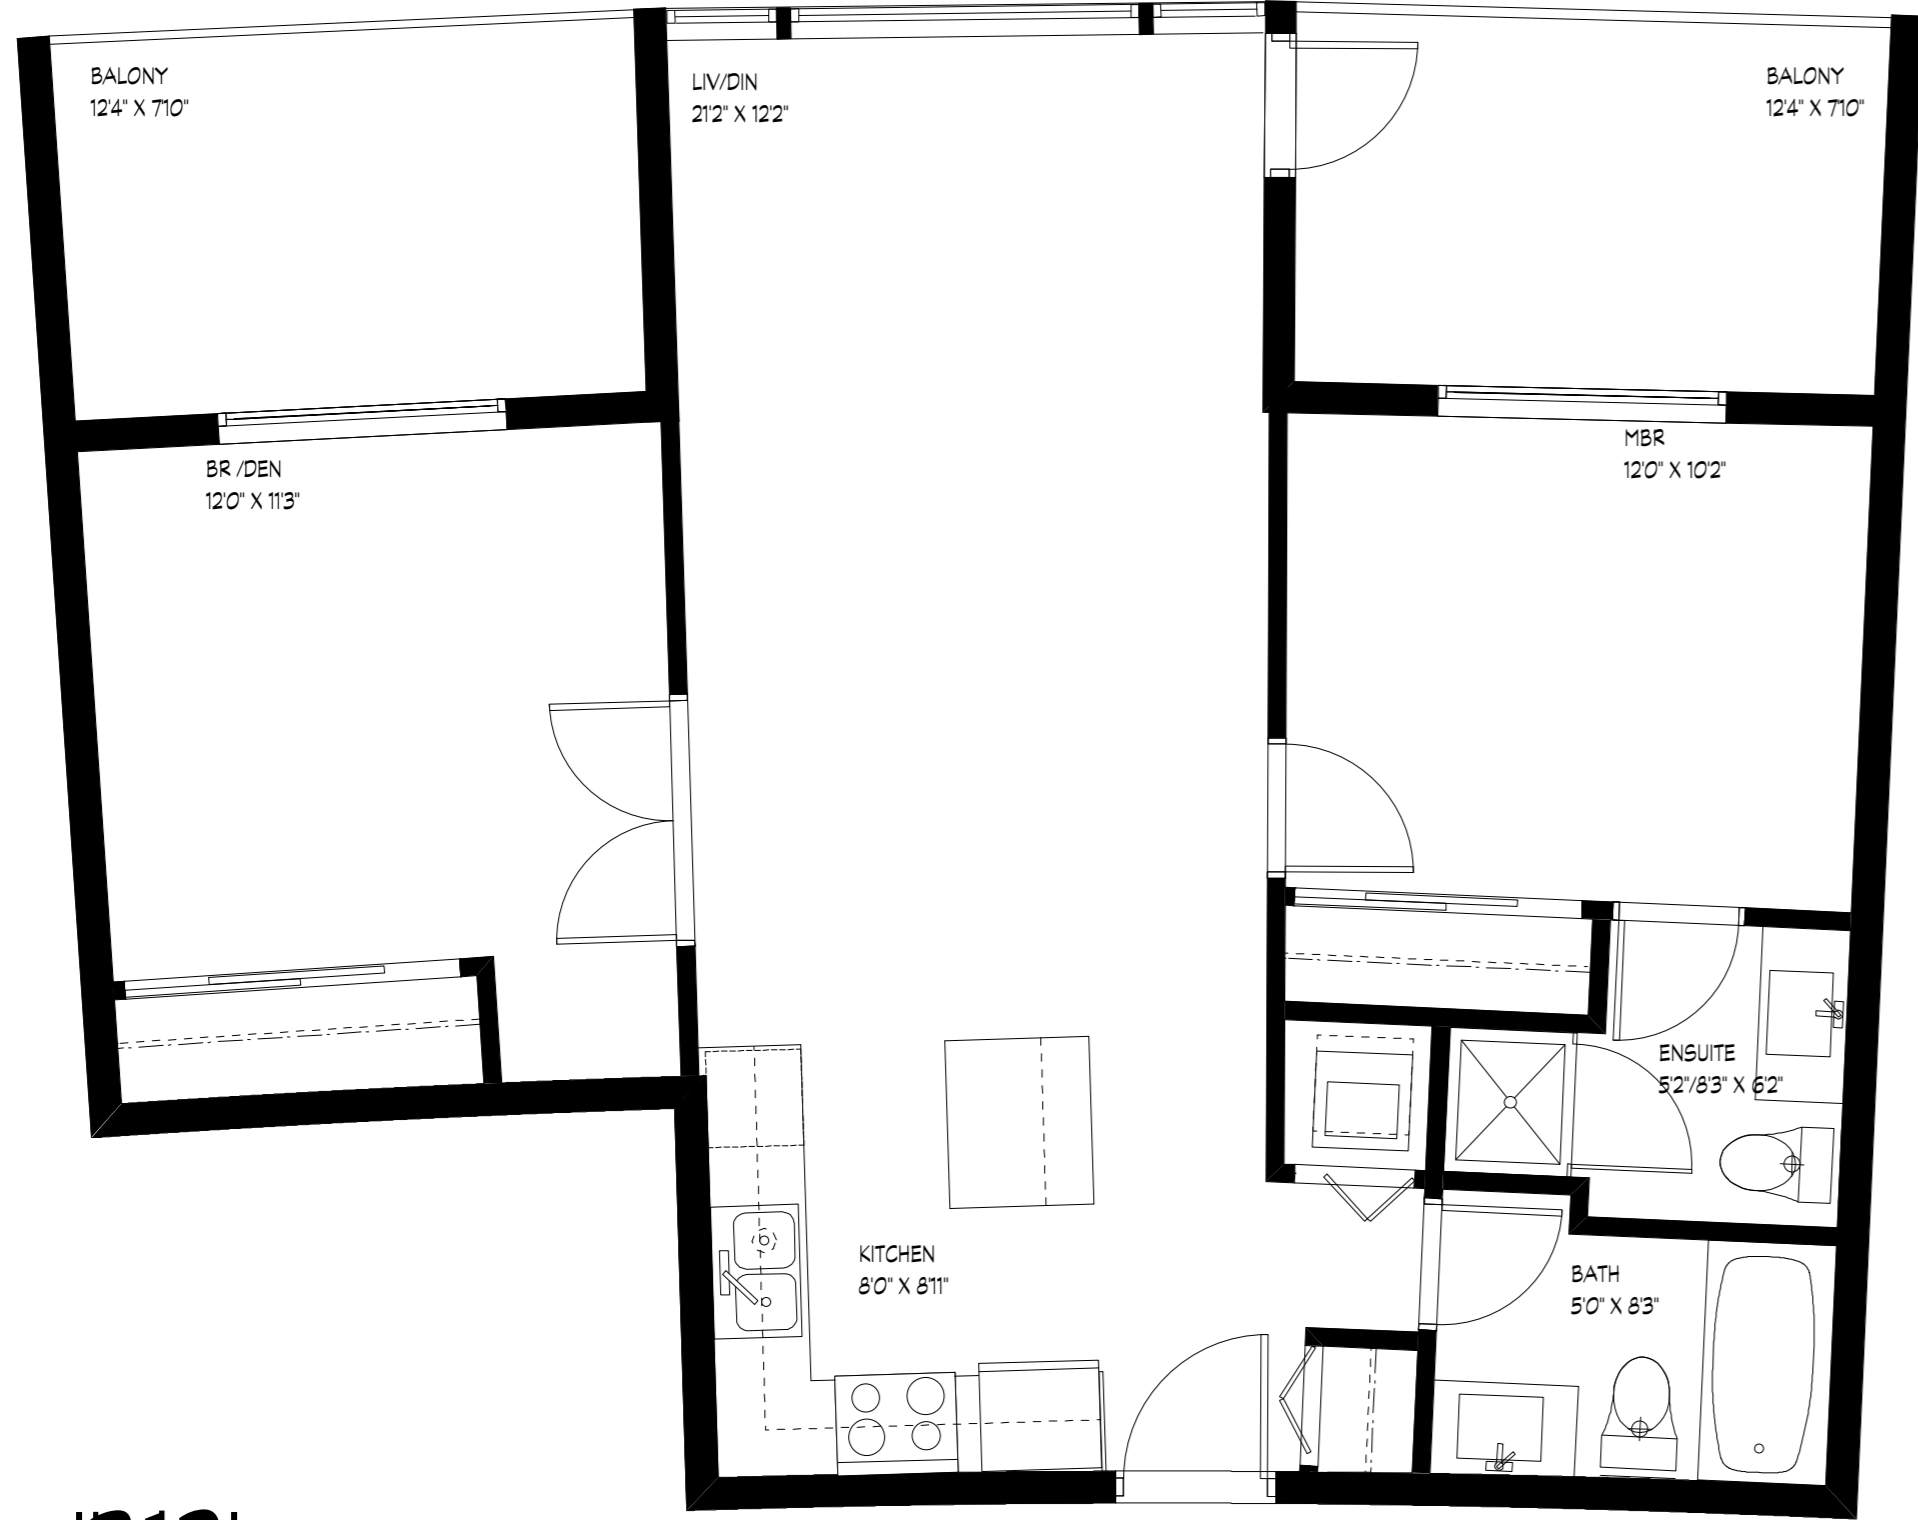 BALONY
12'4" X 7'10"
LIV/DIN
21'2" X 12'2"
BALONY
12'4" X 7'10"
BR /DEN
12'0" X 11'3"
MBR
12'0" X 10'2"
ENSUITE
5'2"/8'3" X 6'2"
KITCHEN
8'0" X 8'11"
BATH
5'0" X 8'3"